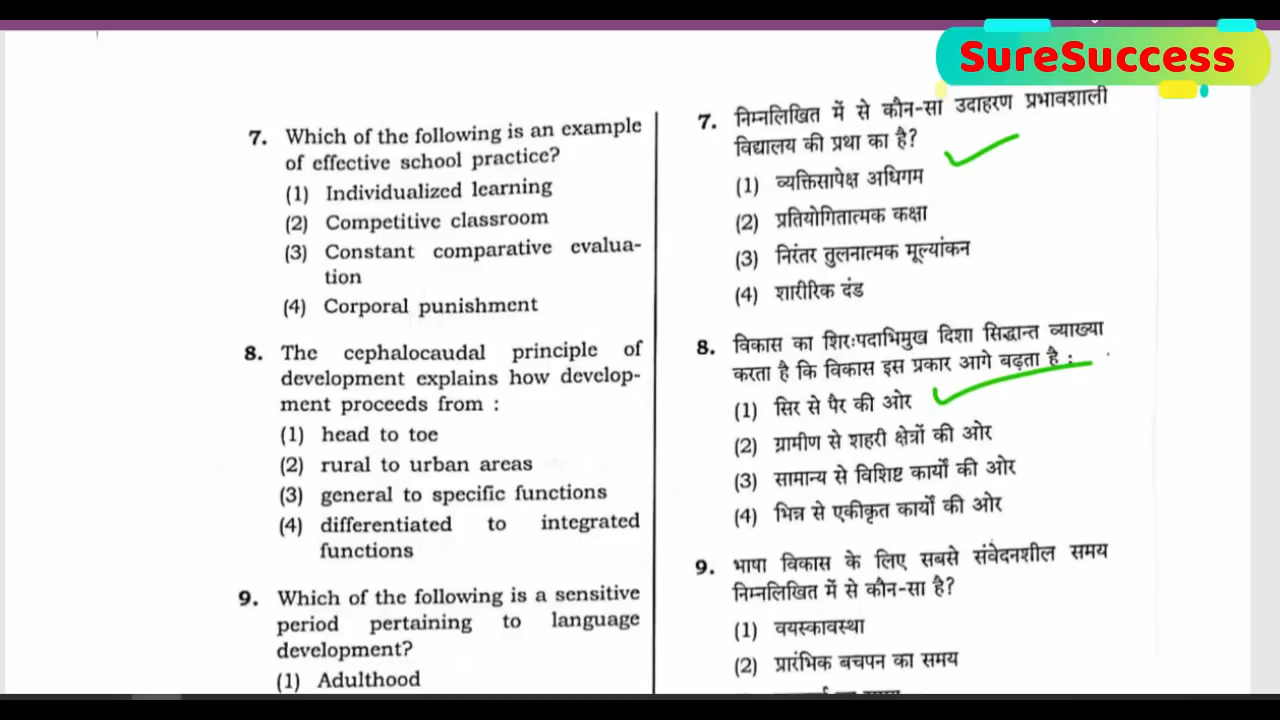 SureSuccess
7. Which of the following is an example
of effective school practice?
(1) Individualized learning
(2) Competitive classroom
(3) Constant comparative evalua-
tion
(4) Corporal punishment
8. The cephalocaudal principle of
development explains how develop-
ment proceeds from :
(1) head to toe
(2) rural to urban areas
(3) general to specific functions
(4) differentiated to integrated
functions
9. Which of the following is a sensitive
period pertaining to language
development?
(1) Adulthood
7. निम्नलिखित में से कौन-सा उदाहरण प्रभावशाली
विद्यालय की प्रथा का है?
(1) व्यक्तिसापेक्ष अधिगम
(2) प्रतियोगितात्मक कक्षा
(3) निरंतर तुलनात्मक मूल्यांकन
(4) शारीरिक दंड
8. विकास का शिरःपदाभिमुख दिशा सिद्धान्त व्याख्या
करता है कि विकास इस प्रकार आगे बढ़ता है :
(1) सिर से पैर की ओर
(2) ग्रामीण से शहरी क्षेत्रों की ओर
(3) सामान्य से विशिष्ट कार्यों की ओर
(4) भिन्न से एकीकृत कार्यों की ओर
9. भाषा विकास के लिए सबसे संवेदनशील समय
निम्नलिखित में से कौन-सा है?
(1) वयस्कावस्था
(2) प्रारंभिक बचपन का समय